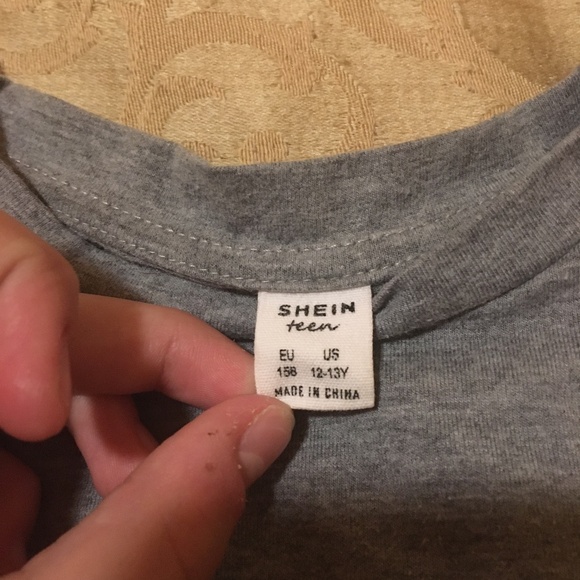 SHEIN
teen
EU US
158 12-13Y
MADE IN CHINA